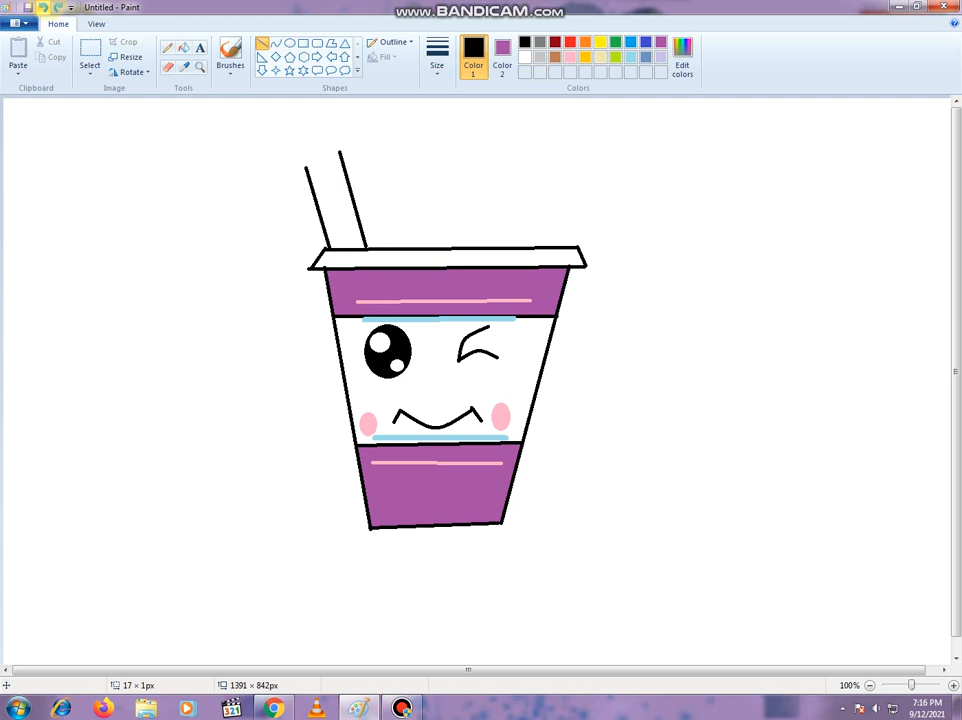 Untitled - Paint
www.BANDICAM.com
Home
View
Paste
Cut
Copy
Clipboard
Select
Crop
Resize
Rotate
Image
A
Tools
Brushes
Shapes
Outline
Fill
Size
Color 1
Color 2
Edit colors
Colors
17 × 1px
1391 × 842px
100%
321
7:16 PM
9/12/2021